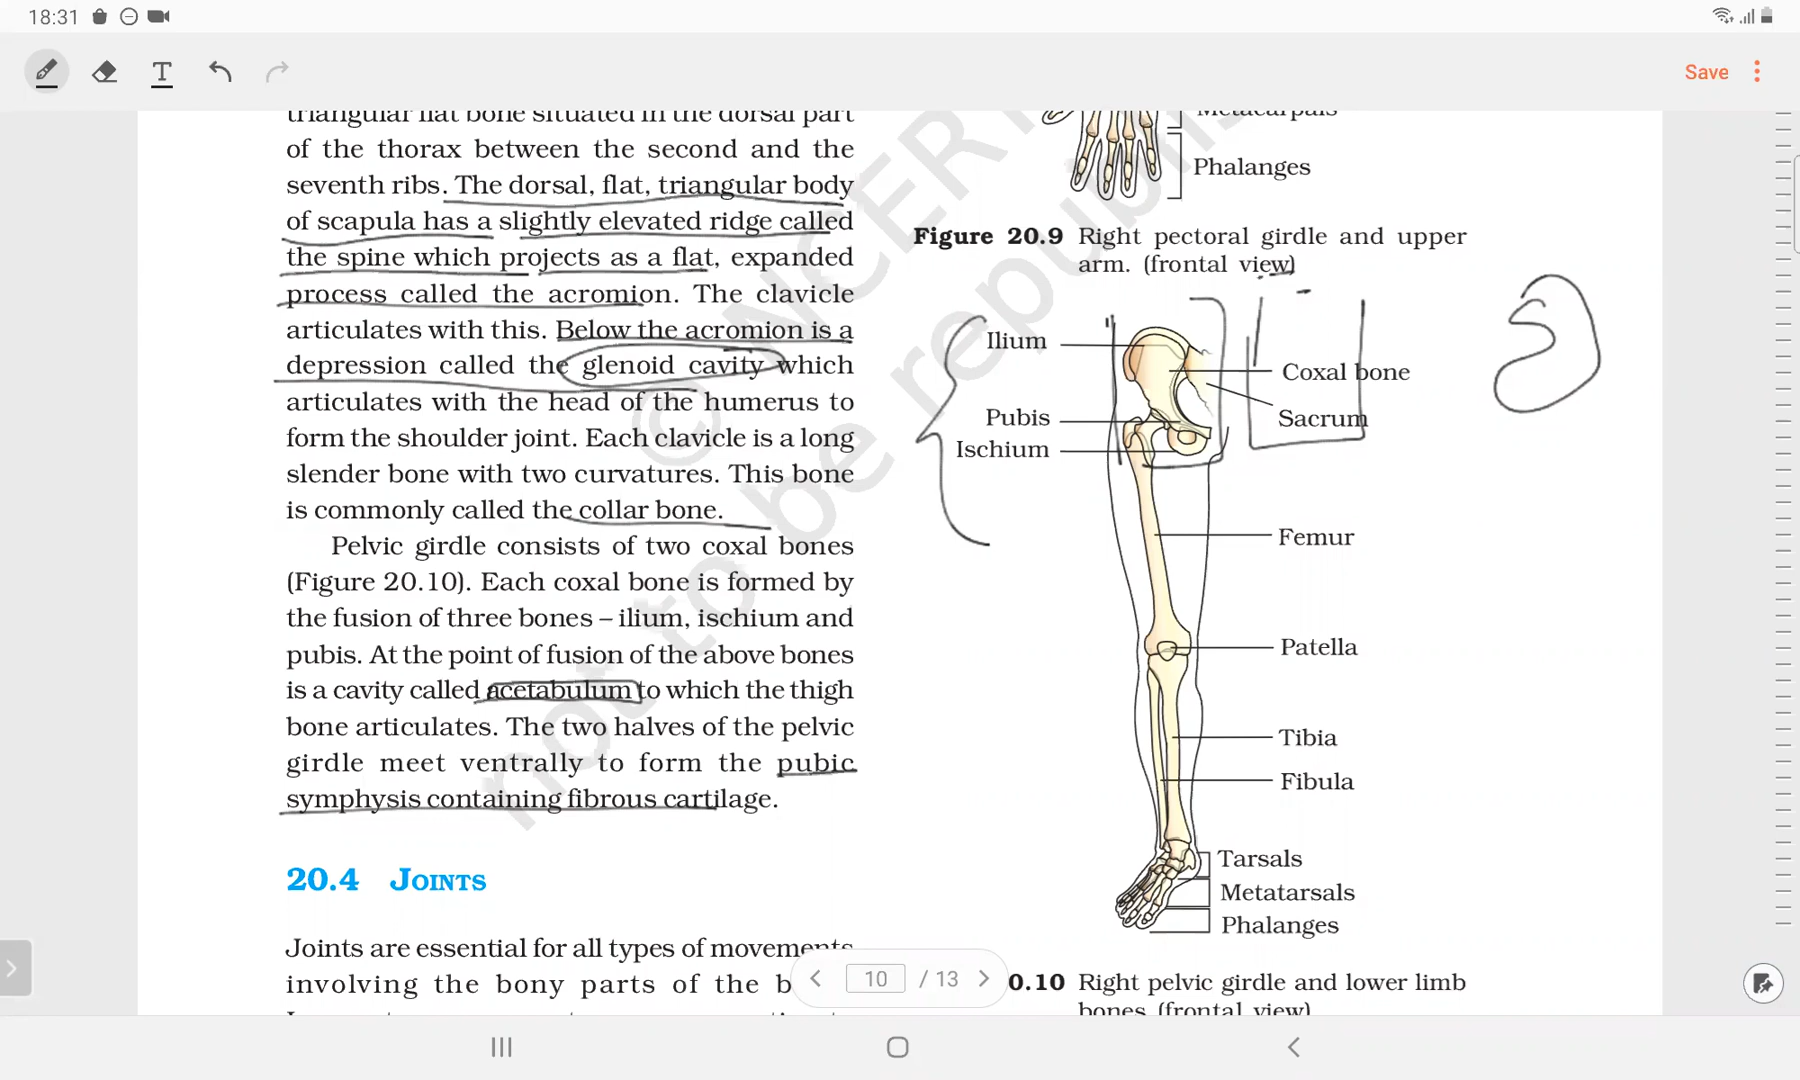 18:31
T
Save
triangular flat bone situated in the dorsal part
of the thorax between the second and the
seventh ribs. The dorsal, flat, triangular body
of scapula has a slightly elevated ridge called
the spine which projects as a flat, expanded
process called the acromion. The clavicle
articulates with this. Below the acromion is a
depression called the glenoid cavity which
articulates with the head of the humerus to
form the shoulder joint. Each clavicle is a long
slender bone with two curvatures. This bone
is commonly called the collar bone.
Pelvic girdle consists of two coxal bones
(Figure 20.10). Each coxal bone is formed by
the fusion of three bones – ilium, ischium and
pubis. At the point of fusion of the above bones
is a cavity called acetabulum to which the thigh
bone articulates. The two halves of the pelvic
girdle meet ventrally to form the pubic
symphysis containing fibrous cartilage.
20.4 JOINTS
Joints are essential for all types of movements
involving the bony parts of the b
Metacarpals
Phalanges
Figure 20.9 Right pectoral girdle and upper
arm. (frontal view)
Ilium
Coxal bone
Pubis
Sacrum
Ischium
Femur
Patella
Tibia
Fibula
Tarsals
Metatarsals
Phalanges
0.10 Right pelvic girdle and lower limb
bones (frontal view)
10 / 13
© NCERT
not to be republis